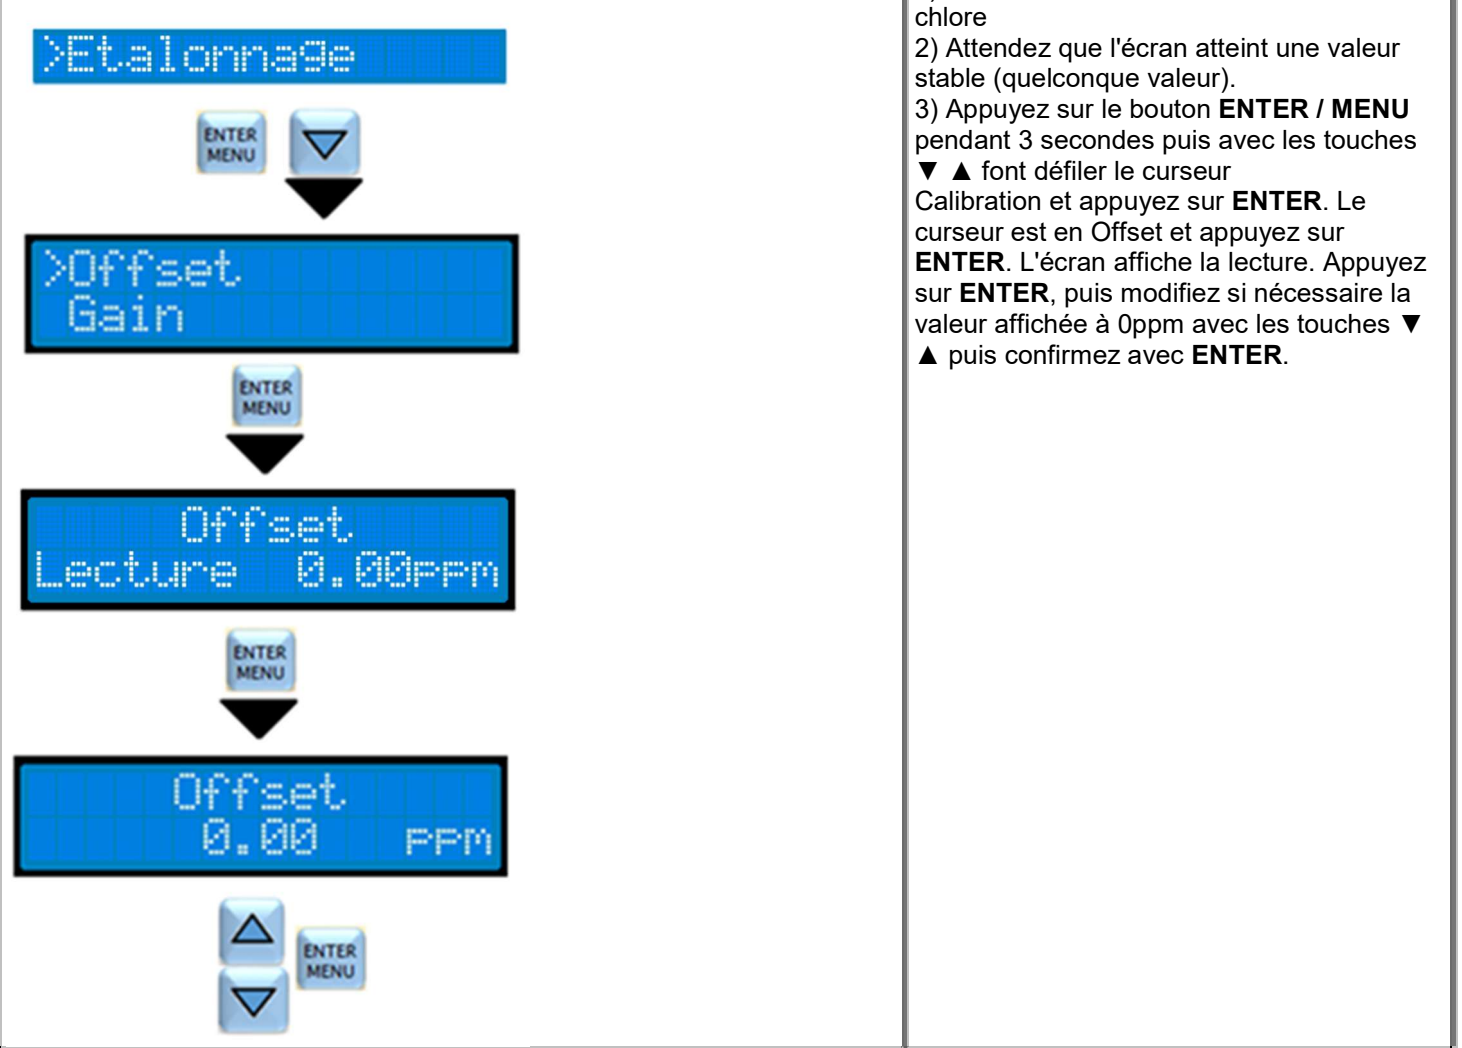 >Etalonnage
ENTER
MENU
>Offset
Gain
ENTER
MENU
Offset
Lecture 0.00ppm
ENTER
MENU
Offset
0.00 ppm
ENTER
MENU
chlore
2) Attendez que l'écran atteint une valeur
stable (quelconque valeur).
3) Appuyez sur le bouton ENTER / MENU
pendant 3 secondes puis avec les touches
▼ ▲ font défiler le curseur
Calibration et appuyez sur ENTER. Le
curseur est en Offset et appuyez sur
ENTER. L'écran affiche la lecture. Appuyez
sur ENTER, puis modifiez si nécessaire la
valeur affichée à 0ppm avec les touches ▼
▲ puis confirmez avec ENTER.